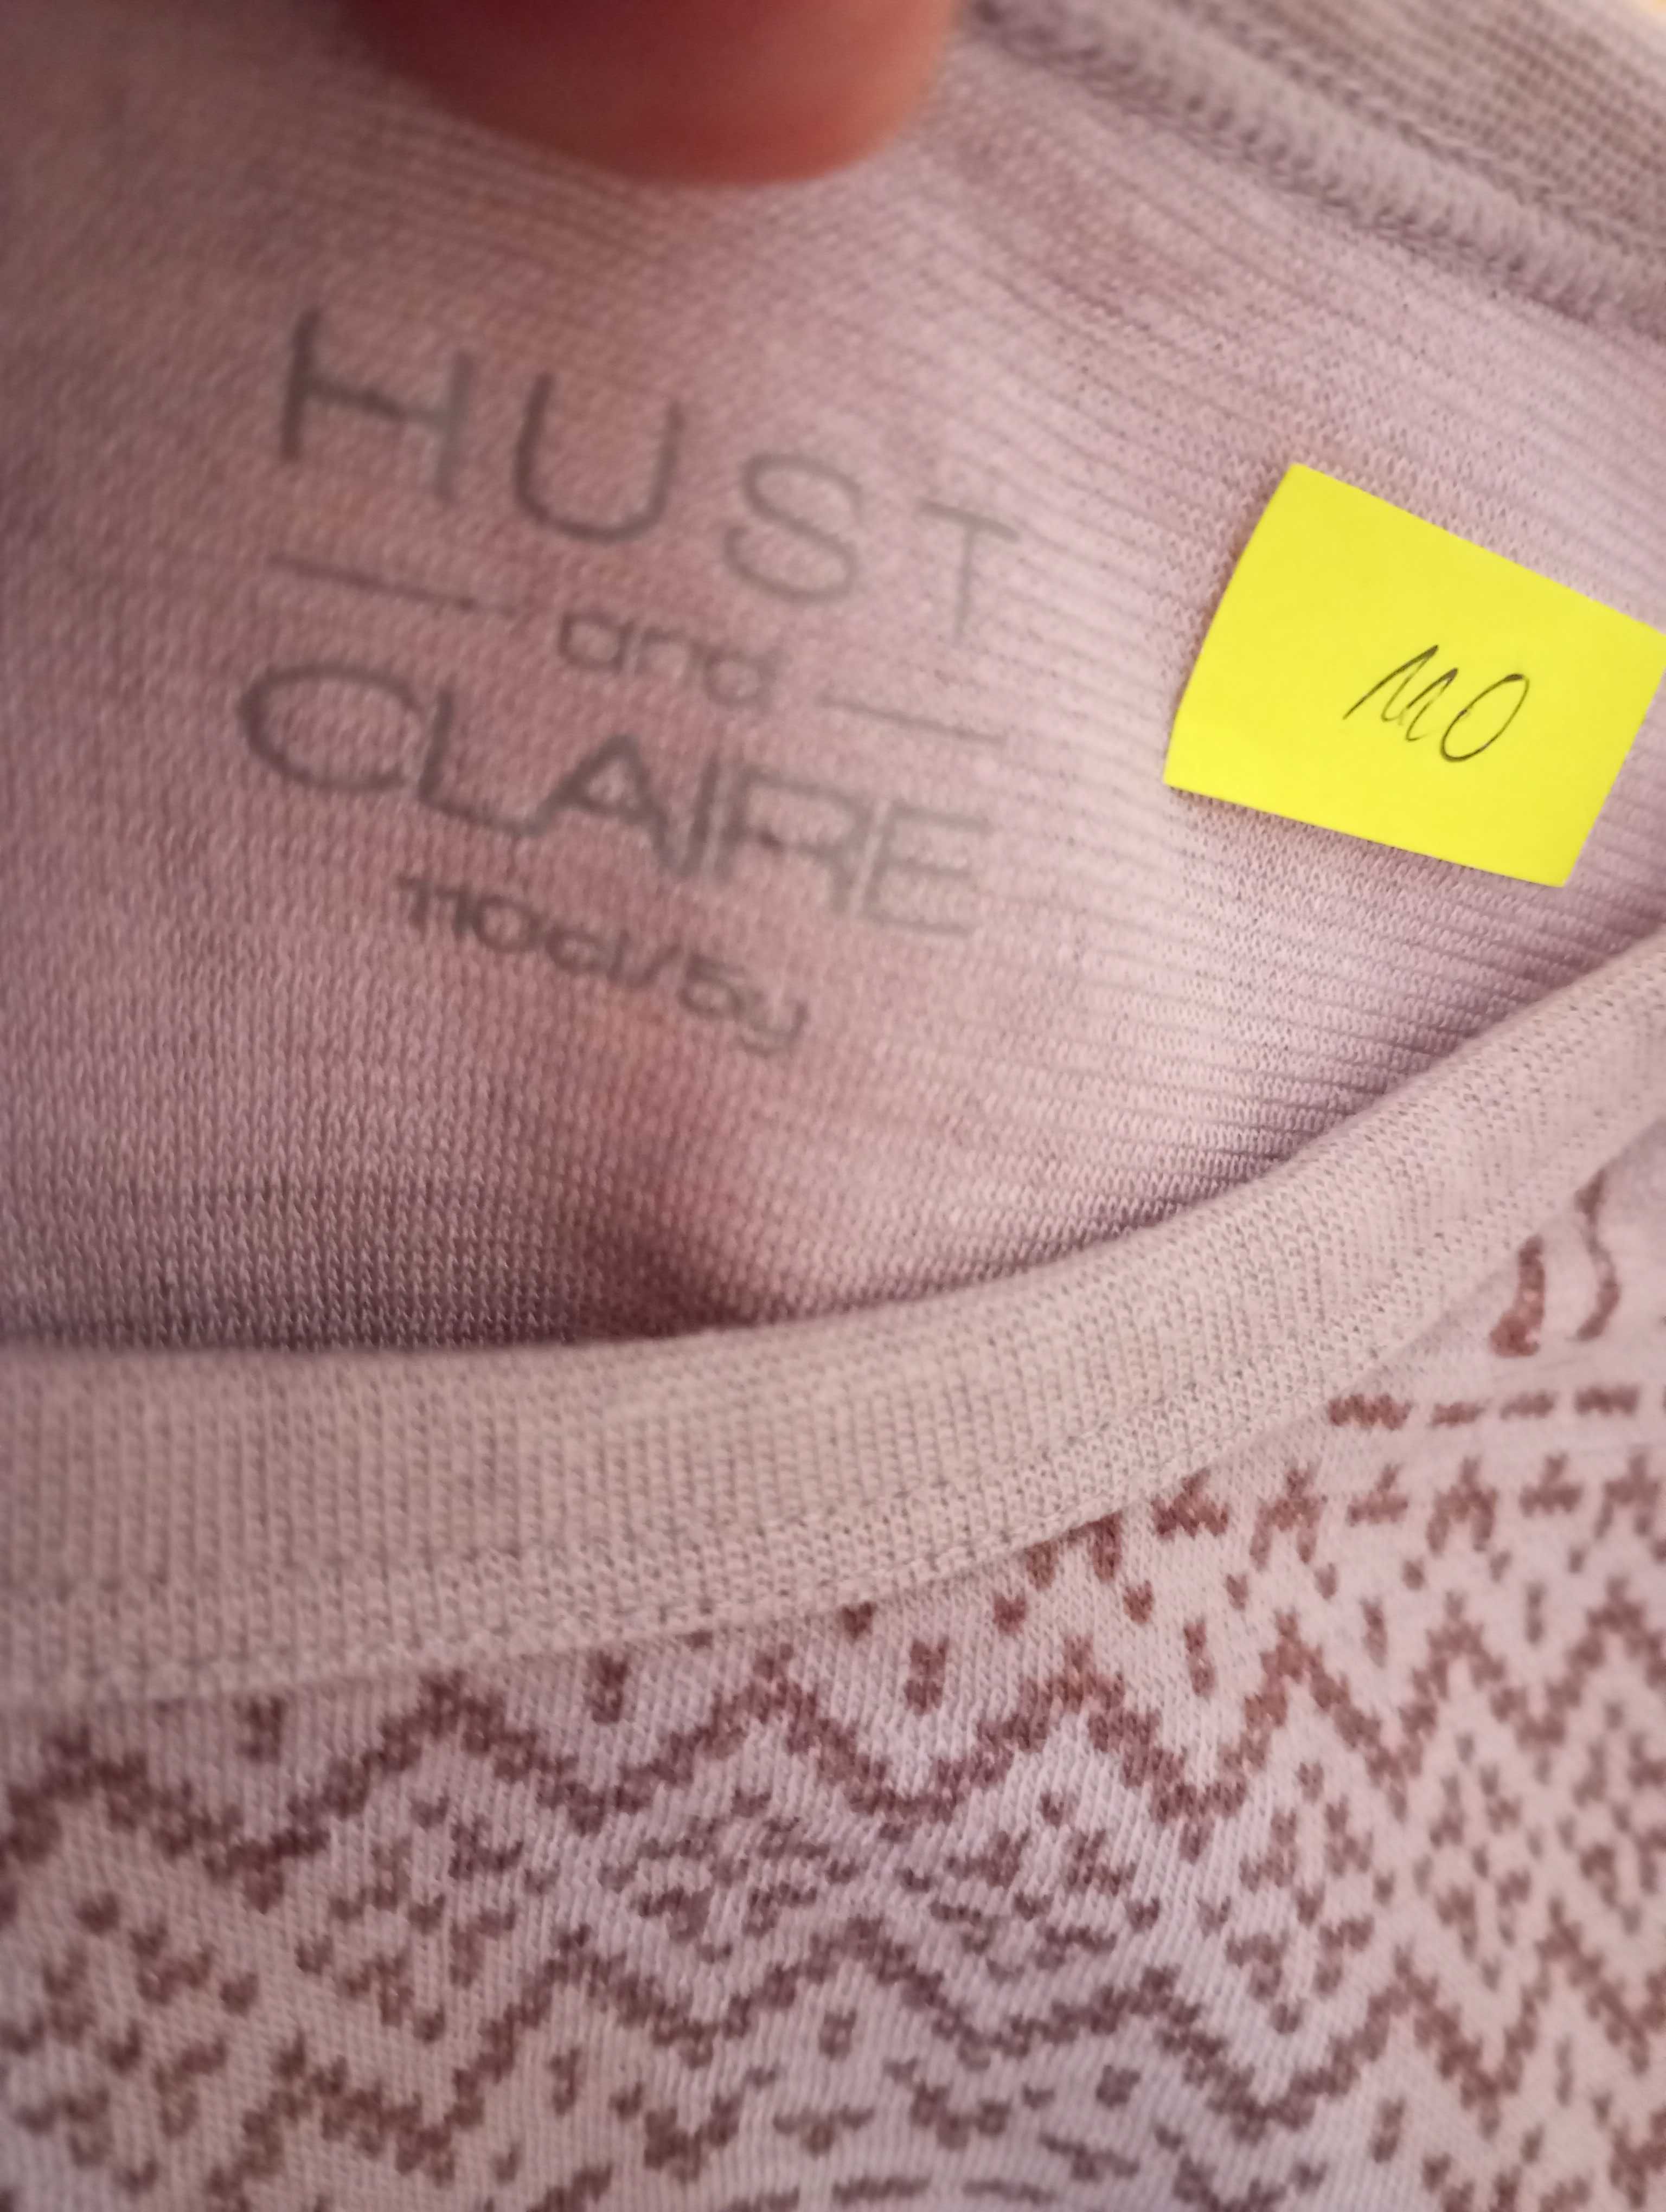 HUST
and
CLAIRE
110cl/5y
110